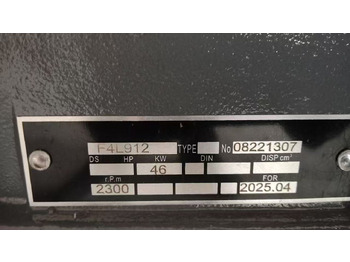 F4L912 TYPE No 08221307
DS HP KW DIN DISP cm³
46
r.P.m FOR
2300 2025.04